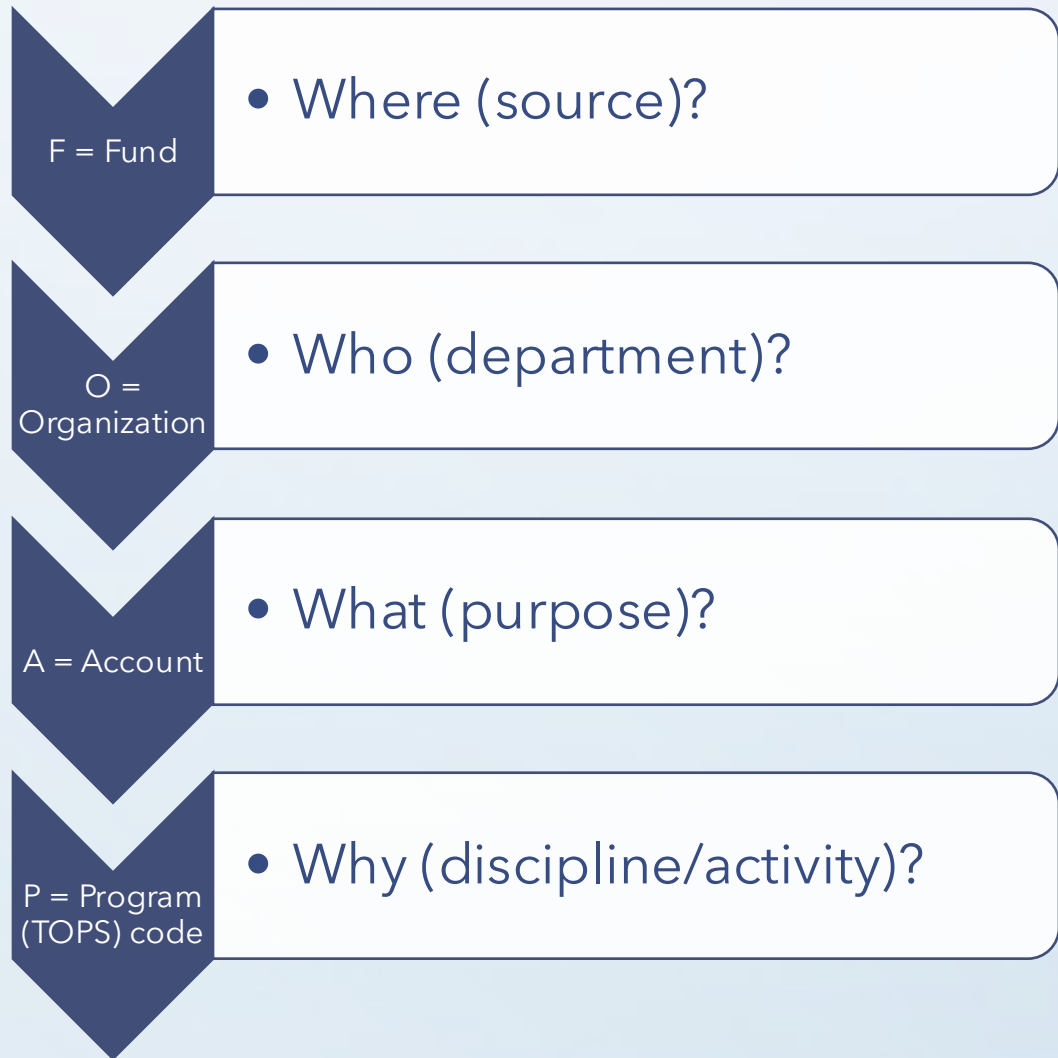 F = Fund
• Where (source)?
O =
Organization
• Who (department)?
A = Account
• What (purpose)?
P = Program
(TOPS) code
• Why (discipline/activity)?